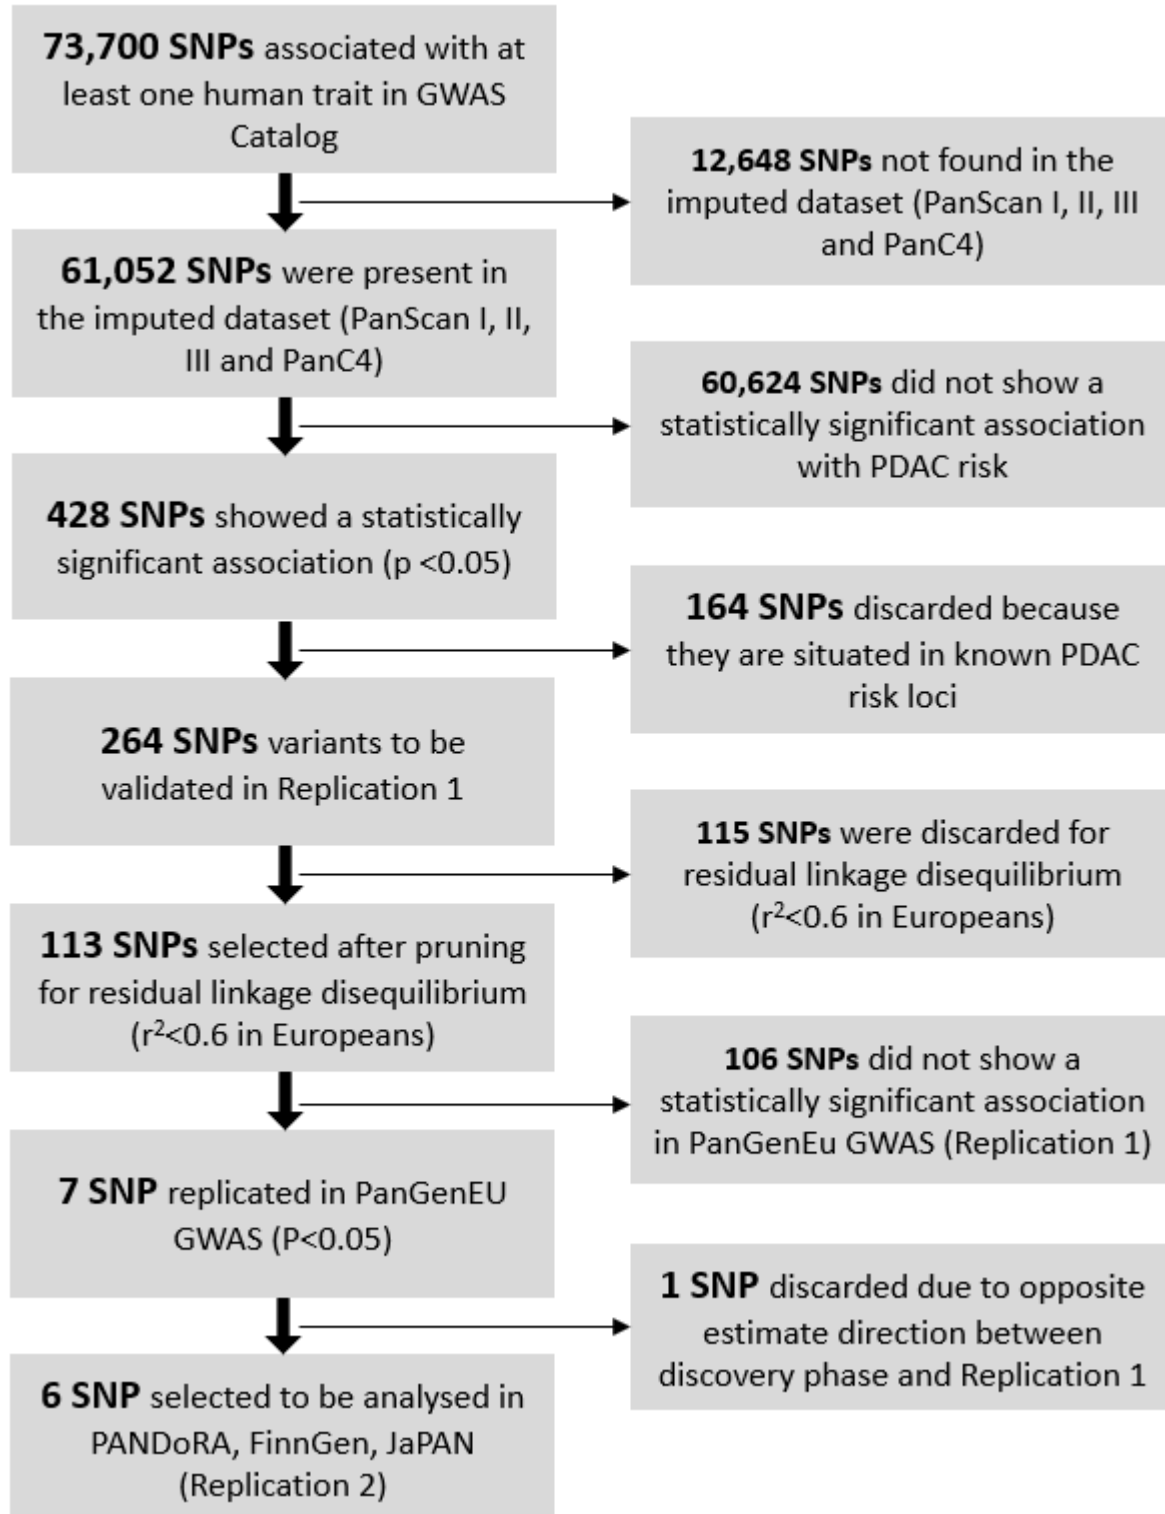 73,700 SNPs associated with at
least one human trait in GWAS
Catalog
12,648 SNPs not found in the
imputed dataset (PanScan I, II, III
and PanC4)
61,052 SNPs were present in
the imputed dataset (PanScan I, II,
III and PanC4)
60,624 SNPs did not show a
statistically significant association
with PDAC risk
428 SNPs showed a statistically
significant association (p <0.05)
164 SNPs discarded because
they are situated in known PDAC
risk loci
264 SNPs variants to be
validated in Replication 1
115 SNPs were discarded for
residual linkage disequilibrium
(r²<0.6 in Europeans)
113 SNPs selected after pruning
for residual linkage disequilibrium
(r²<0.6 in Europeans)
106 SNPs did not show a
statistically significant association
in PanGenEu GWAS (Replication 1)
7 SNP replicated in PanGenEU
GWAS (P<0.05)
1 SNP discarded due to opposite
estimate direction between
discovery phase and Replication 1
6 SNP selected to be analysed in
PANDoRA, FinnGen, JaPAN
(Replication 2)